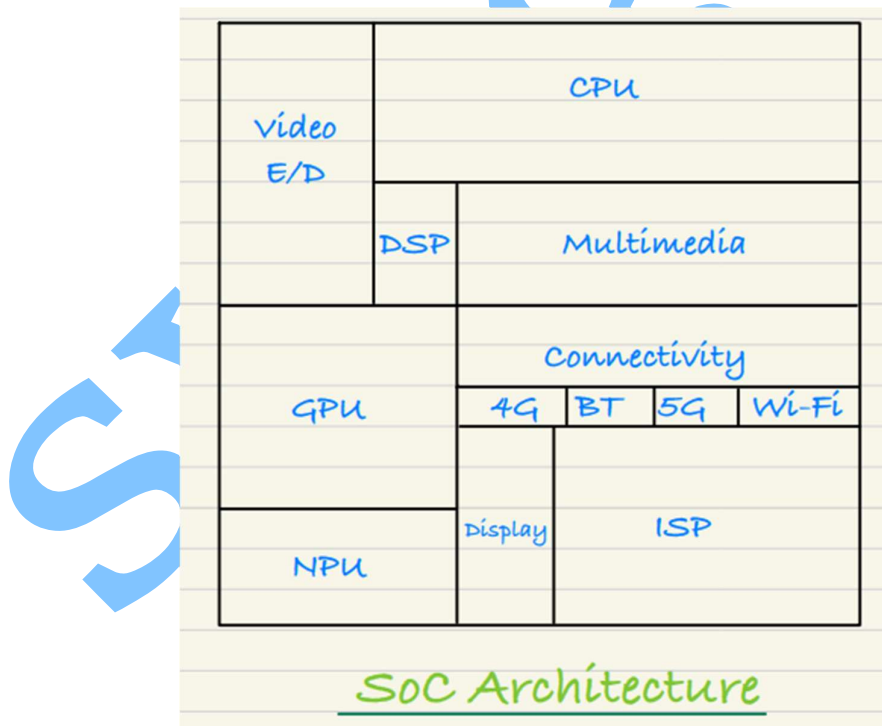 CPU
Video
E/D
DSP
Multimedia
Connectivity
GPU
4G BT 5G Wi-Fi
Display
ISP
NPU
SoC Architecture